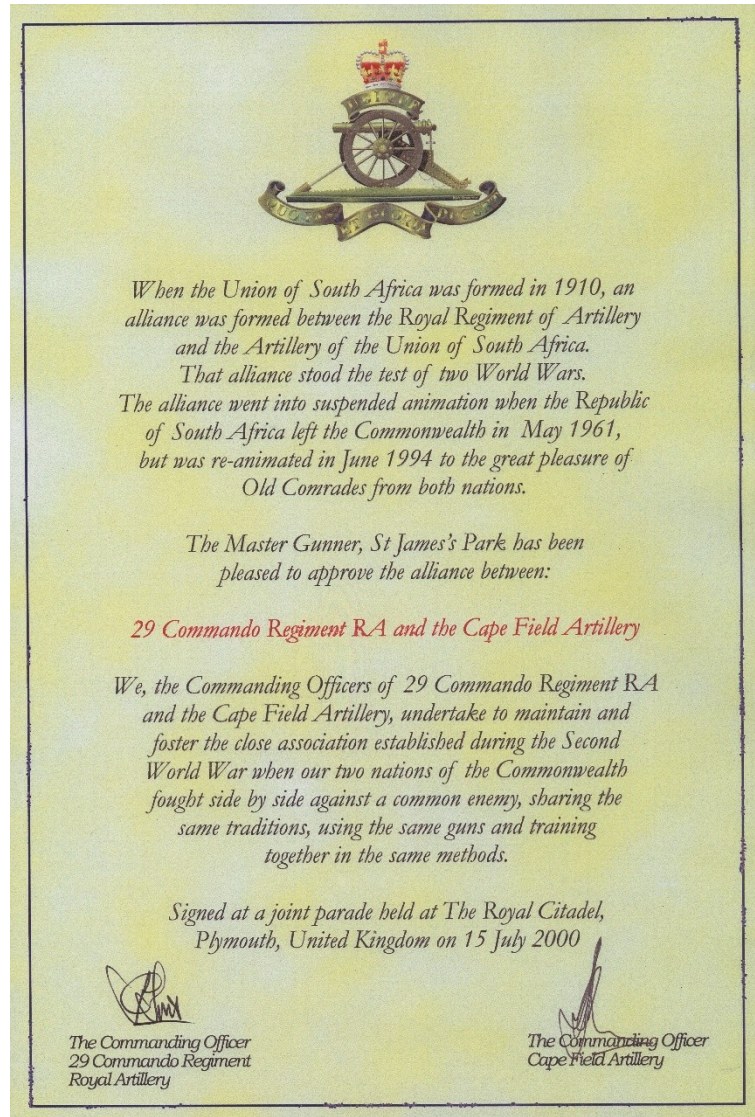 UBIQUE
QUO FAS ET GLORIA DUCUNT
When the Union of South Africa was formed in 1910, an
alliance was formed between the Royal Regiment of Artillery
and the Artillery of the Union of South Africa.
That alliance stood the test of two World Wars.
The alliance went into suspended animation when the Republic
of South Africa left the Commonwealth in May 1961,
but was re-animated in June 1994 to the great pleasure of
Old Comrades from both nations.
The Master Gunner, St James's Park has been
pleased to approve the alliance between:
29 Commando Regiment RA and the Cape Field Artillery
We, the Commanding Officers of 29 Commando Regiment RA
and the Cape Field Artillery, undertake to maintain and
foster the close association established during the Second
World War when our two nations of the Commonwealth
fought side by side against a common enemy, sharing the
same traditions, using the same guns and training
together in the same methods.
Signed at a joint parade held at The Royal Citadel,
Plymouth, United Kingdom on 15 July 2000
The Commanding Officer
29 Commando Regiment
Royal Artillery
The Commanding Officer
Cape Field Artillery